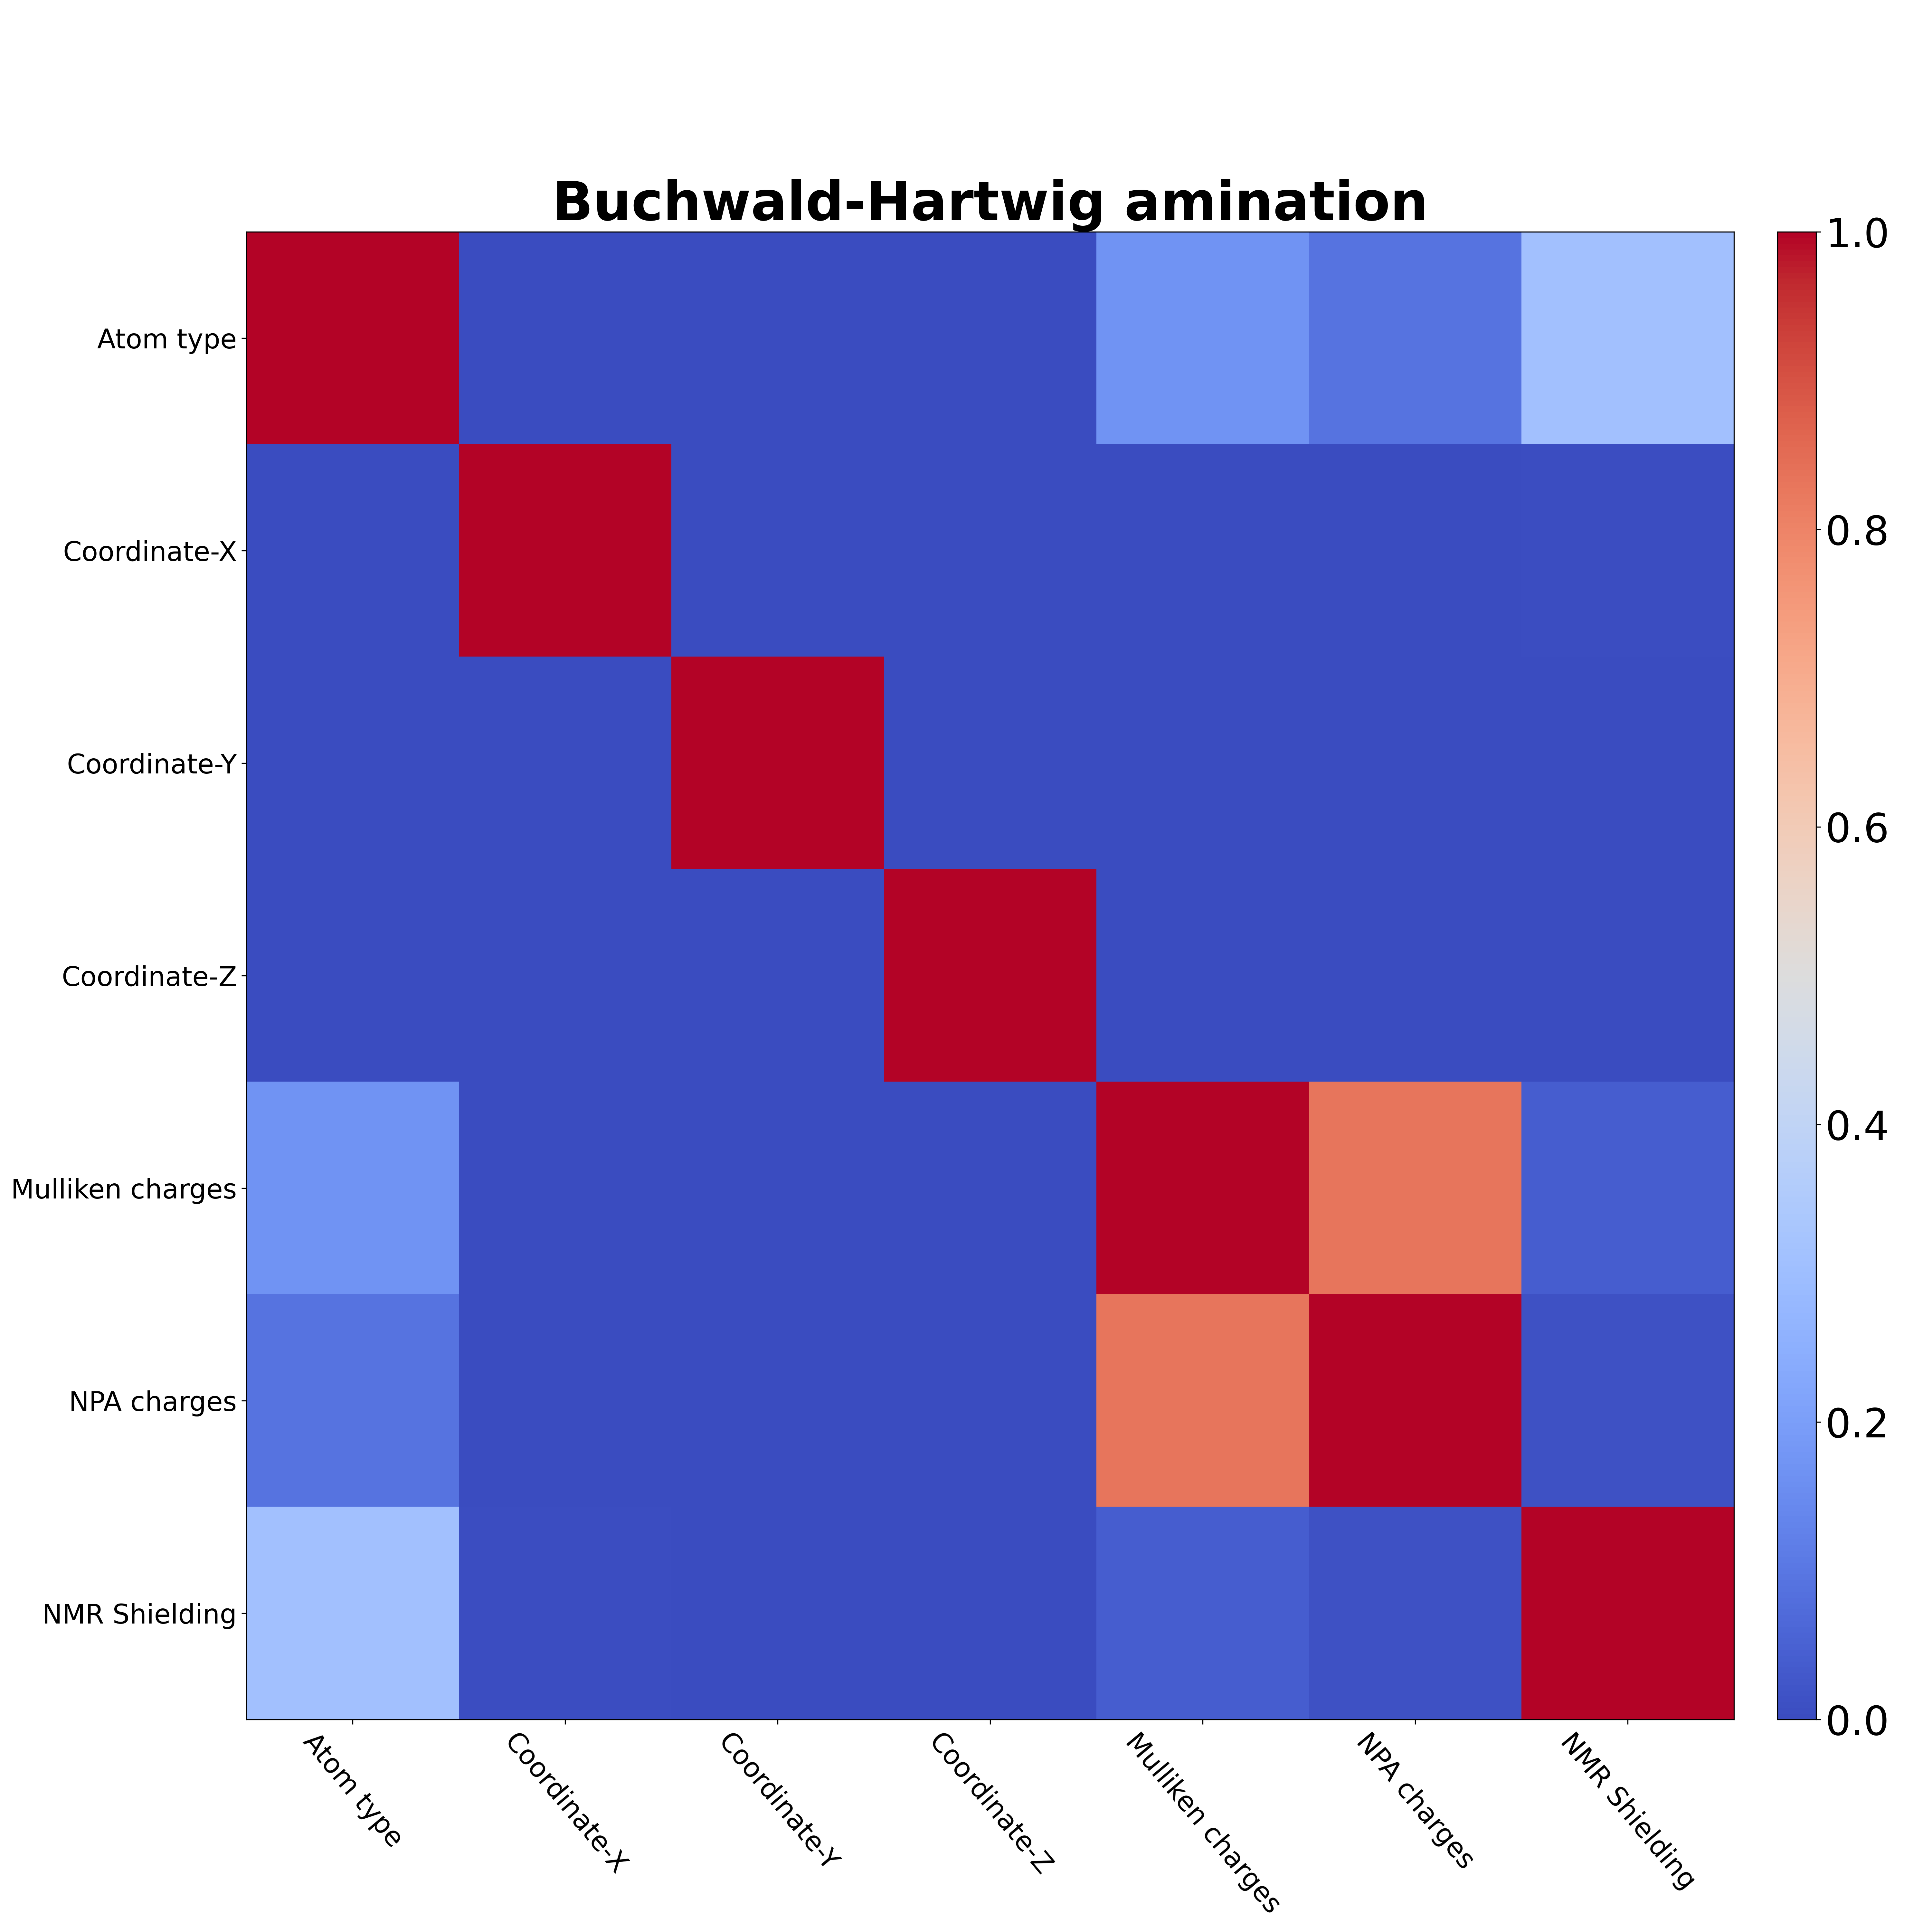 Buchwald-Hartwig amination
Atom type
Coordinate-X
Coordinate-Y
Coordinate-Z
Mulliken charges
NPA charges
NMR Shielding
Atom type
Coordinate-X
Coordinate-Y
Coordinate-Z
Mulliken charges
NPA charges
NMR Shielding
1.0
0.8
0.6
0.4
0.2
0.0